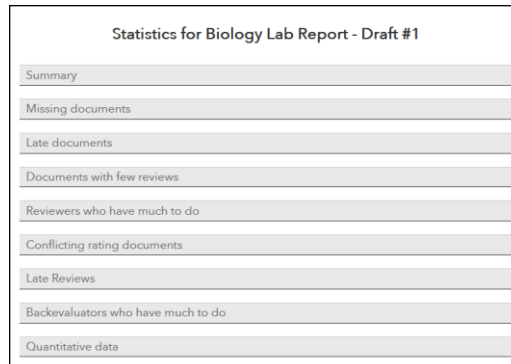 Statistics for Biology Lab Report - Draft #1
Summary
Missing documents
Late documents
Documents with few reviews
Reviewers who have much to do
Conflicting rating documents
Late Reviews
Backevaluators who have much to do
Quantitative data